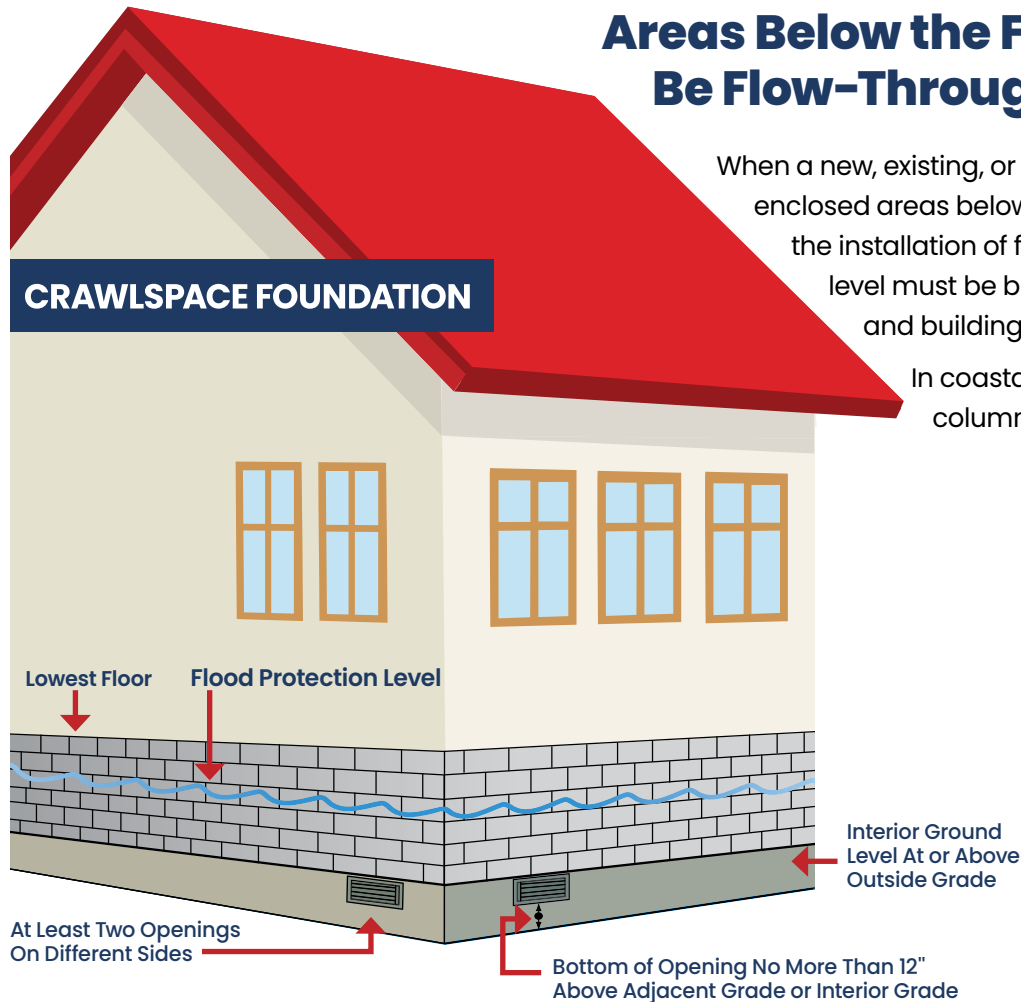 Areas Below the F
Be Flow-Throug
When a new, existing, or
enclosed areas below
the installation of f
level must be b
and building
In coasta
column
CRAWLSPACE FOUNDATION
Lowest Floor
Flood Protection Level
Interior Ground
Level At or Above
Outside Grade
At Least Two Openings
On Different Sides
Bottom of Opening No More Than 12"
Above Adjacent Grade or Interior Grade